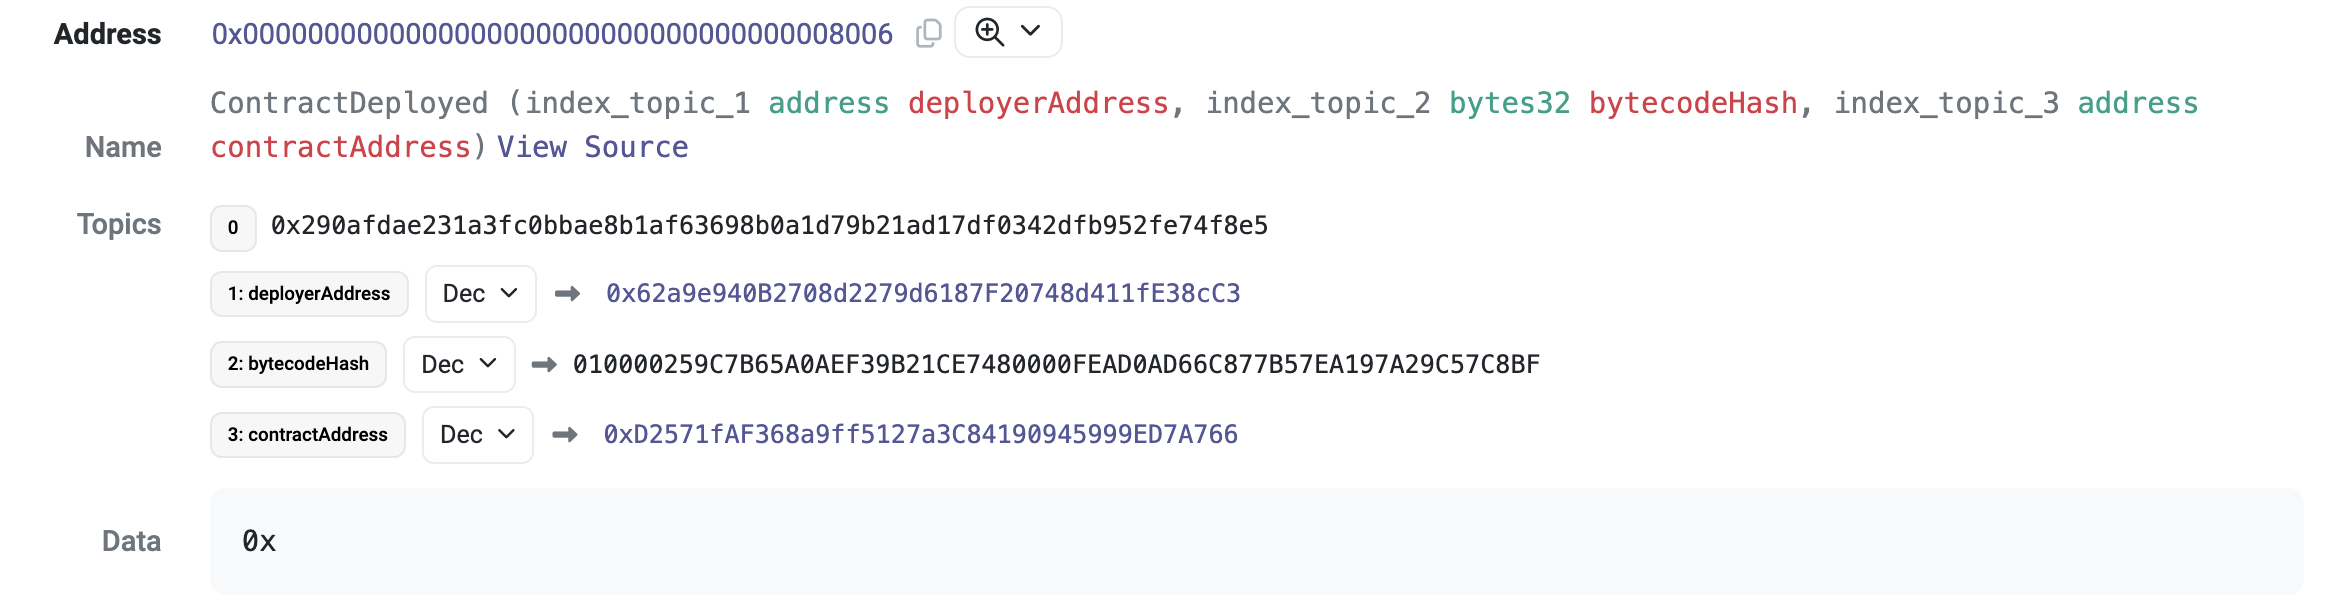 Address 0x0000000000000000000000000000000000008006
ContractDeployed (index_topic_1 address deployerAddress, index_topic_2 bytes32 bytecodeHash, index_topic_3 address
Name contractAddress) View Source
Topics 0 0x290afdae231a3fc0bbae8b1af63698b0a1d79b21ad17df0342dfb952fe74f8e5
1: deployerAddress Dec 0x62a9e940B2708d2279d6187F20748d411fE38cC3
2: bytecodeHash Dec 010000259C7B65A0AEF39B21CE7480000FEAD0AD66C877B57EA197A29C57C8BF
3: contractAddress Dec 0xD2571fAF368a9ff5127a3C84190945999ED7A766
Data 0x